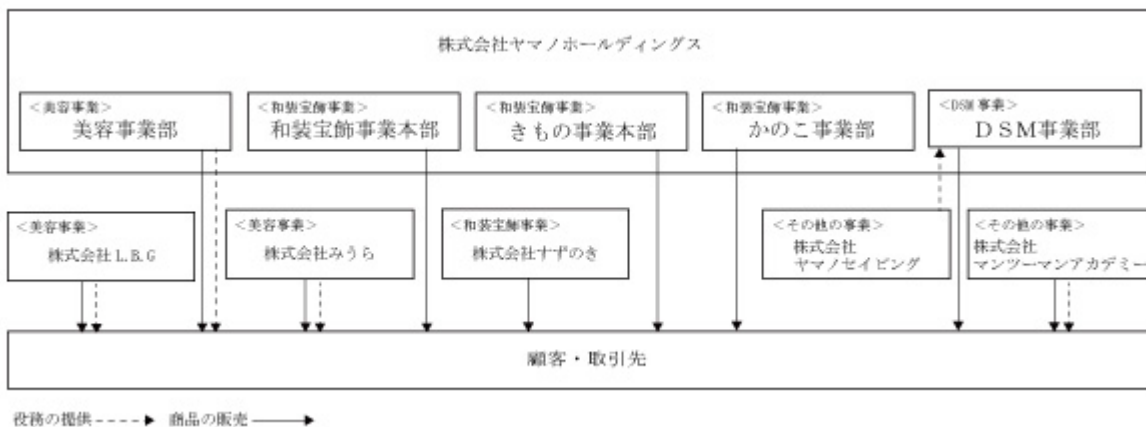 株式会社ヤマノホールディングス
＜美容事業＞
美容事業部
＜和装宝飾事業＞
和装宝飾事業本部
＜和装宝飾事業＞
きもの事業本部
＜和装宝飾事業＞
かのこ事業部
＜DSM事業＞
ＤＳＭ事業部
＜美容事業＞
株式会社L.B.G
＜美容事業＞
株式会社みうら
＜和装宝飾事業＞
株式会社すずのき
＜その他の事業＞
株式会社
ヤマノセイビング
＜その他の事業＞
株式会社
マンツーマンアカデミー
顧客・取引先
役務の提供 商品の販売